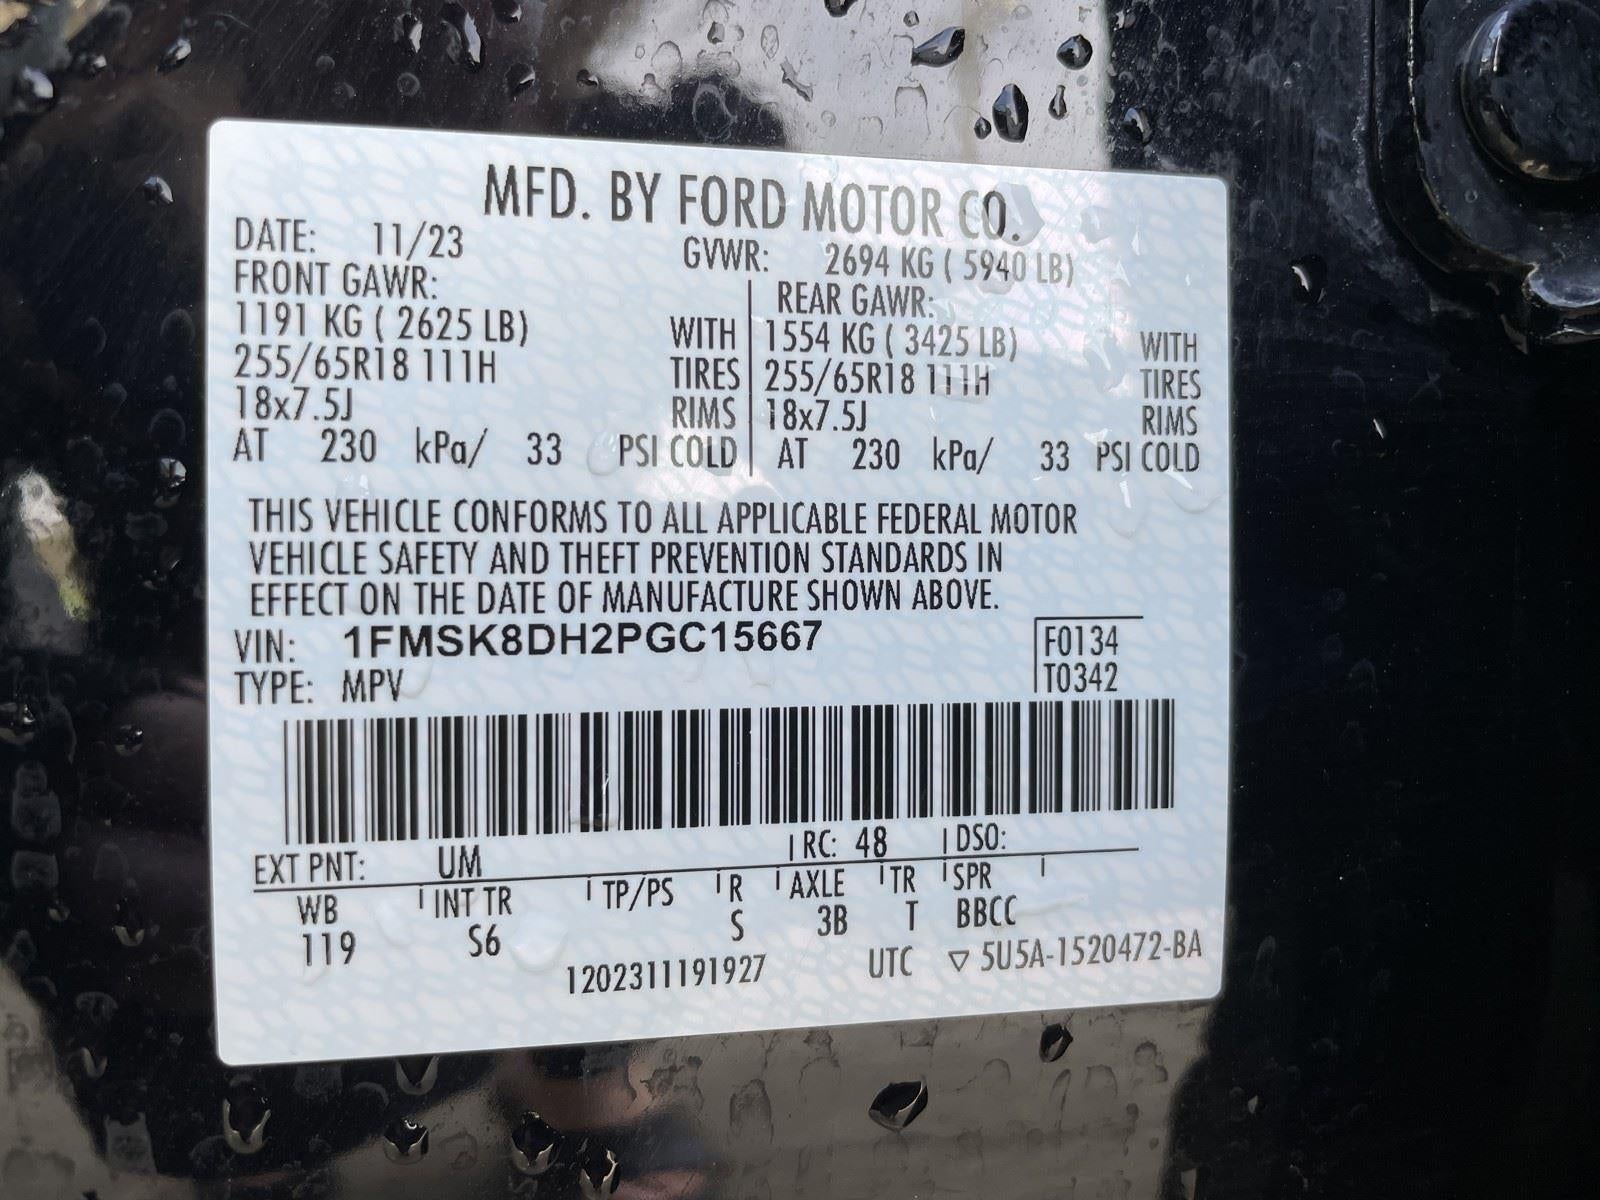 MFD. BY FORD MOTOR CO.
DATE: 11/23 GVWR: 2694 KG ( 5940 LB)
FRONT GAWR: REAR GAWR:
1191 KG ( 2625 LB) WITH 1554 KG ( 3425 LB) WITH
255/65R18 111H TIRES 255/65R18 111H TIRES
18x7.5J RIMS 18x7.5J RIMS
AT 230 kPa/ 33 PSI COLD AT 230 kPa/ 33 PSI COLD
THIS VEHICLE CONFORMS TO ALL APPLICABLE FEDERAL MOTOR
VEHICLE SAFETY AND THEFT PREVENTION STANDARDS IN
EFFECT ON THE DATE OF MANUFACTURE SHOWN ABOVE.
VIN: 1FMSK8DH2PGC15667 F0134
TYPE: MPV T0342
EXT PNT: UM RC: 48 DSO:
WB INT TR TP/PS R AXLE TR SPR
119 S6 S 3B T BBCC
1202311191927 UTC ▽ 5U5A-1520472-BA